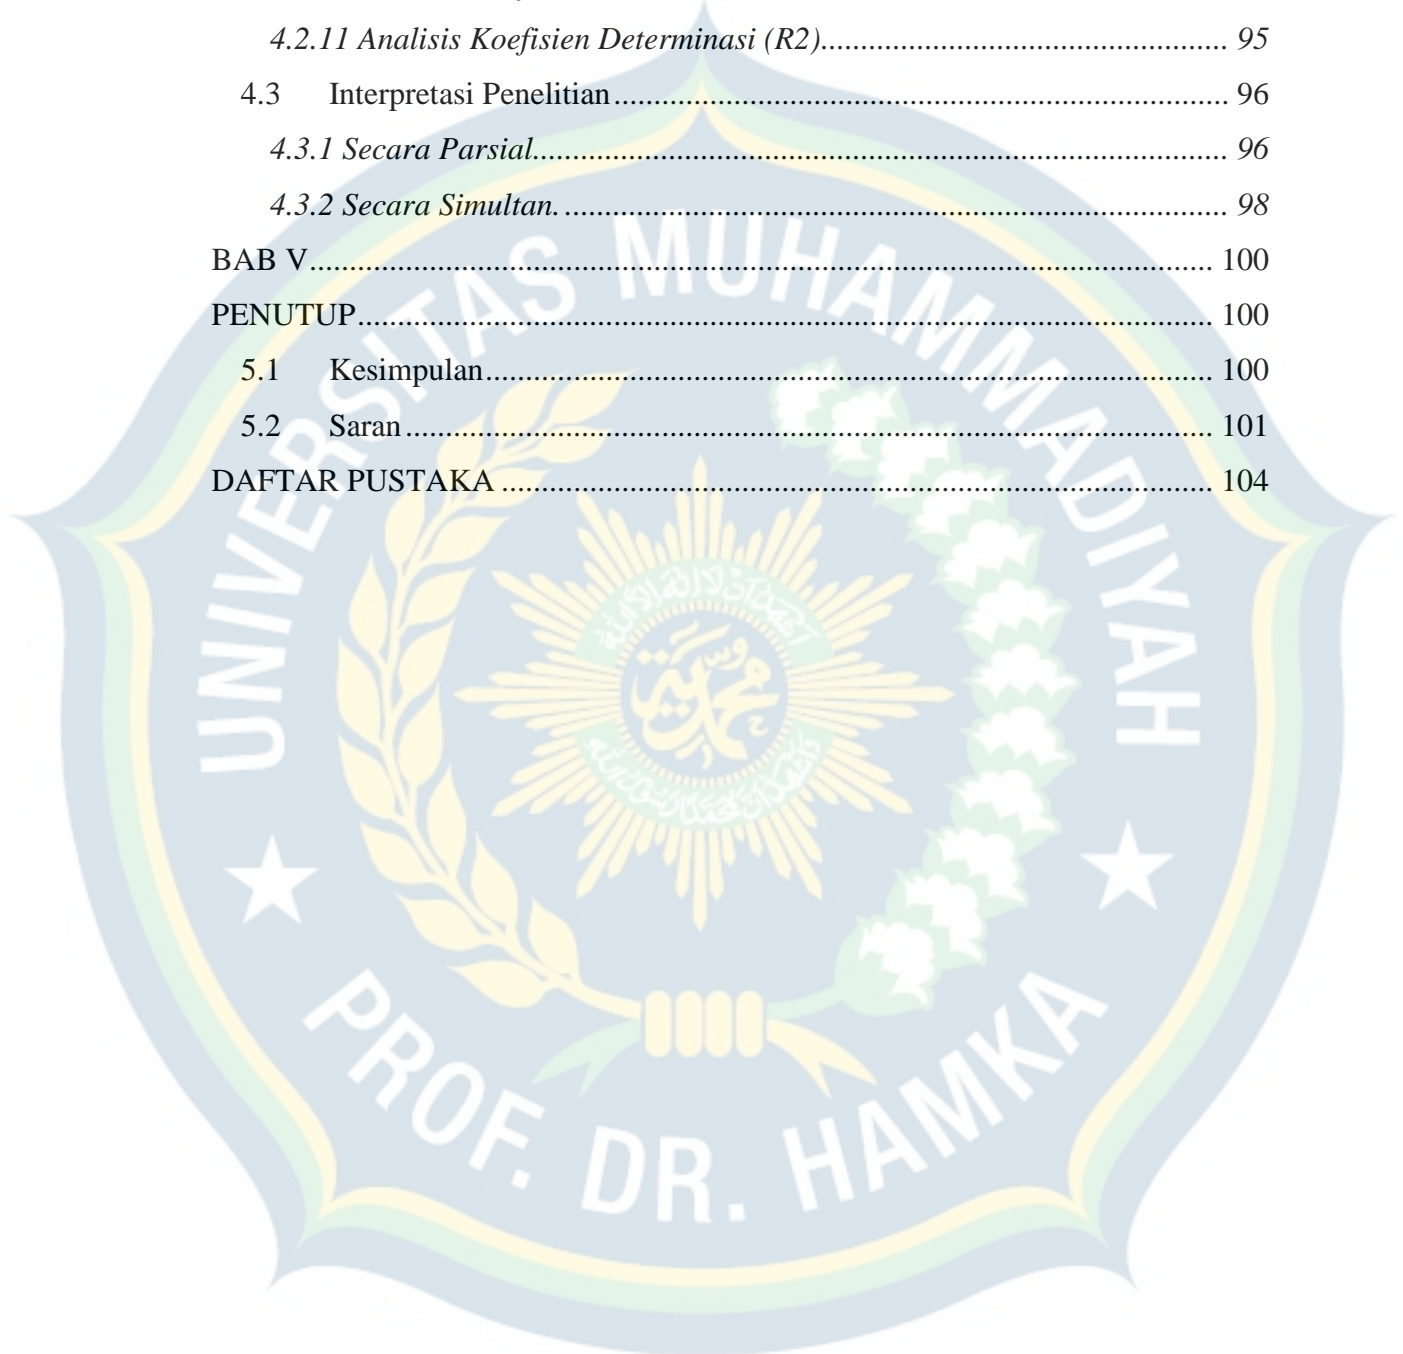 4.2.11 Analisis Koefisien Determinasi (R2)........................................................ 95
4.3 Interpretasi Penelitian.............................................................................. 96
4.3.1 Secara Parsial....................................................................................... 96
4.3.2 Secara Simultan. ................................................................................... 98
BAB V................................................................................................................. 100
PENUTUP........................................................................................................... 100
5.1 Kesimpulan............................................................................................ 100
5.2 Saran...................................................................................................... 101
DAFTAR PUSTAKA ......................................................................................... 104
UNIVERSITAS MUHAMMADIYAH
PROF. DR. HAMKA